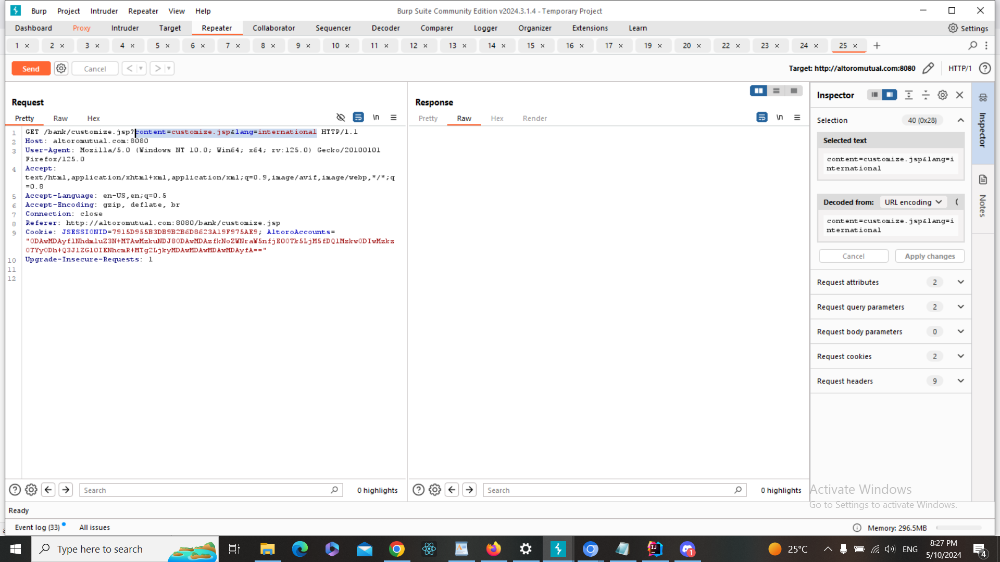 Burp Project Intruder Repeater View Help
Burp Suite Community Edition v2024.3.1.4 - Temporary Project
Dashboard Proxy Intruder Target Repeater Collaborator Sequencer Decoder Comparer Logger Organizer Extensions Learn
Settings
1 × 2 × 3 × 4 × 5 × 6 × 7 × 8 × 9 × 10 × 11 × 12 × 13 × 14 × 15 × 16 × 17 × 19 × 20 × 22 × 23 × 24 × 25 × +
Send Cancel < >
Target: http://altoromutual.com:8080 HTTP/1 ?
Request
Pretty Raw Hex \n
1 GET /bank/customize.jsp?content=customize.jsp&lang=international HTTP/1.1
2 Host: altoromutual.com:8080
3 User-Agent: Mozilla/5.0 (Windows NT 10.0; Win64; x64; rv:125.0) Gecko/20100101
Firefox/125.0
4 Accept:
text/html,application/xhtml+xml,application/xml;q=0.9,image/avif,image/webp,*/*;q
=0.8
5 Accept-Language: en-US,en;q=0.5
6 Accept-Encoding: gzip, deflate, br
7 Connection: close
8 Referer: http://altoromutual.com:8080/bank/customize.jsp
9 Cookie: JSESSIONID=7915D955B3DB9B2B6D8623A19F975AE9; AltoroAccounts=
10 Upgrade-Insecure-Requests: 1
11
12
Response
Pretty Raw Hex Render \n
Inspector
Selection 40 (0x28)
Selected text
content=customize.jsp&lang=i
nternational
Decoded from: URL encoding
content=customize.jsp&lang=i
nternational
Cancel Apply changes
Request attributes 2
Request query parameters 2
Request body parameters 0
Request cookies 2
Request headers 9
Inspector
Notes
? Search 0 highlights
? Search 0 highlights
Activate Windows
Go to Settings to activate Windows.
Ready
Event log (33) All issues
Memory: 296.5MB
Type here to search
25°C ENG
8:27 PM
5/10/2024
4
1